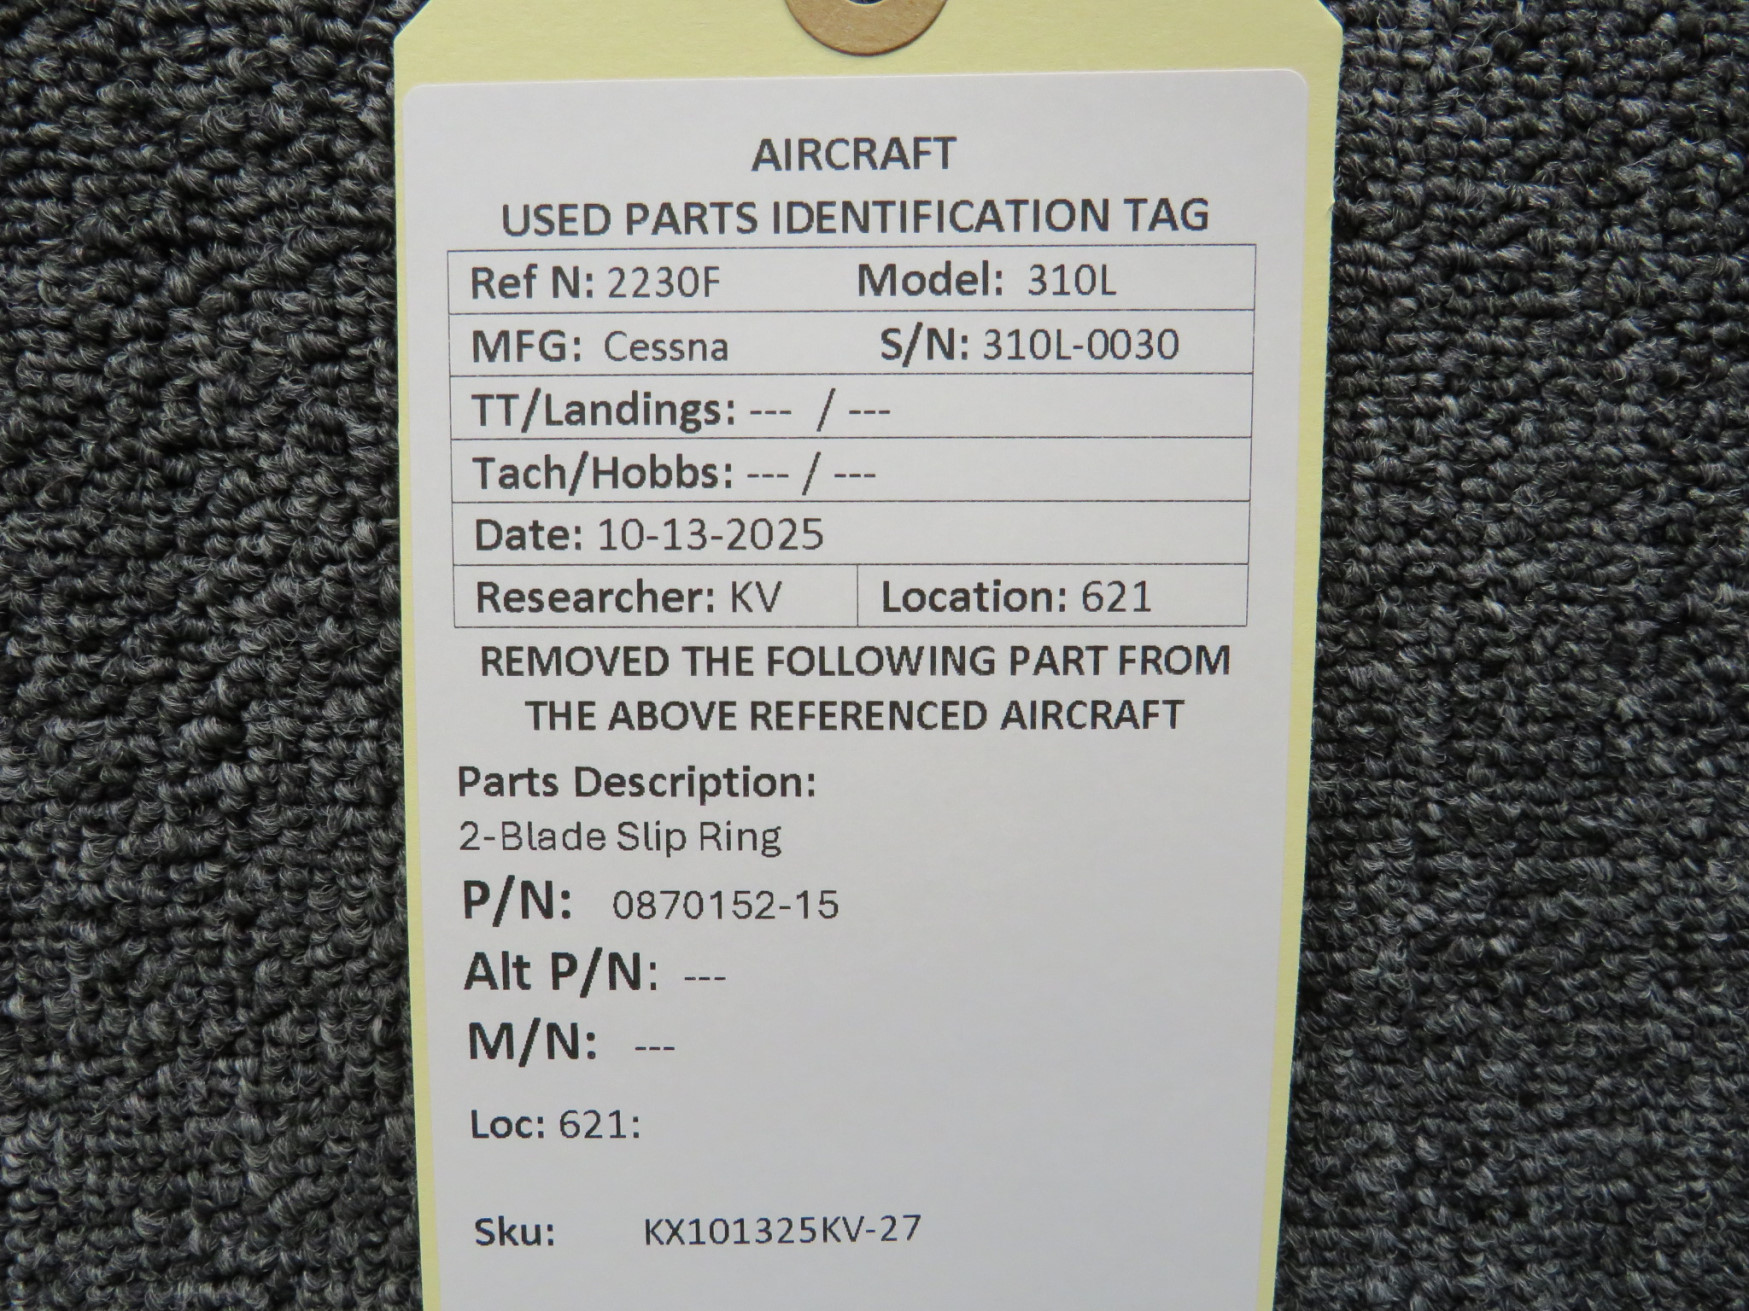 AIRCRAFT
USED PARTS IDENTIFICATION TAG
Ref N: 2230F Model: 310L
MFG: Cessna S/N: 310L-0030
TT/Landings: --- / ---
Tach/Hobbs: --- / ---
Date: 10-13-2025
Researcher: KV Location: 621
REMOVED THE FOLLOWING PART FROM
THE ABOVE REFERENCED AIRCRAFT
Parts Description:
2-Blade Slip Ring
P/N: 0870152-15
Alt P/N: ---
M/N: ---
Loc: 621:
Sku: KX101325KV-27